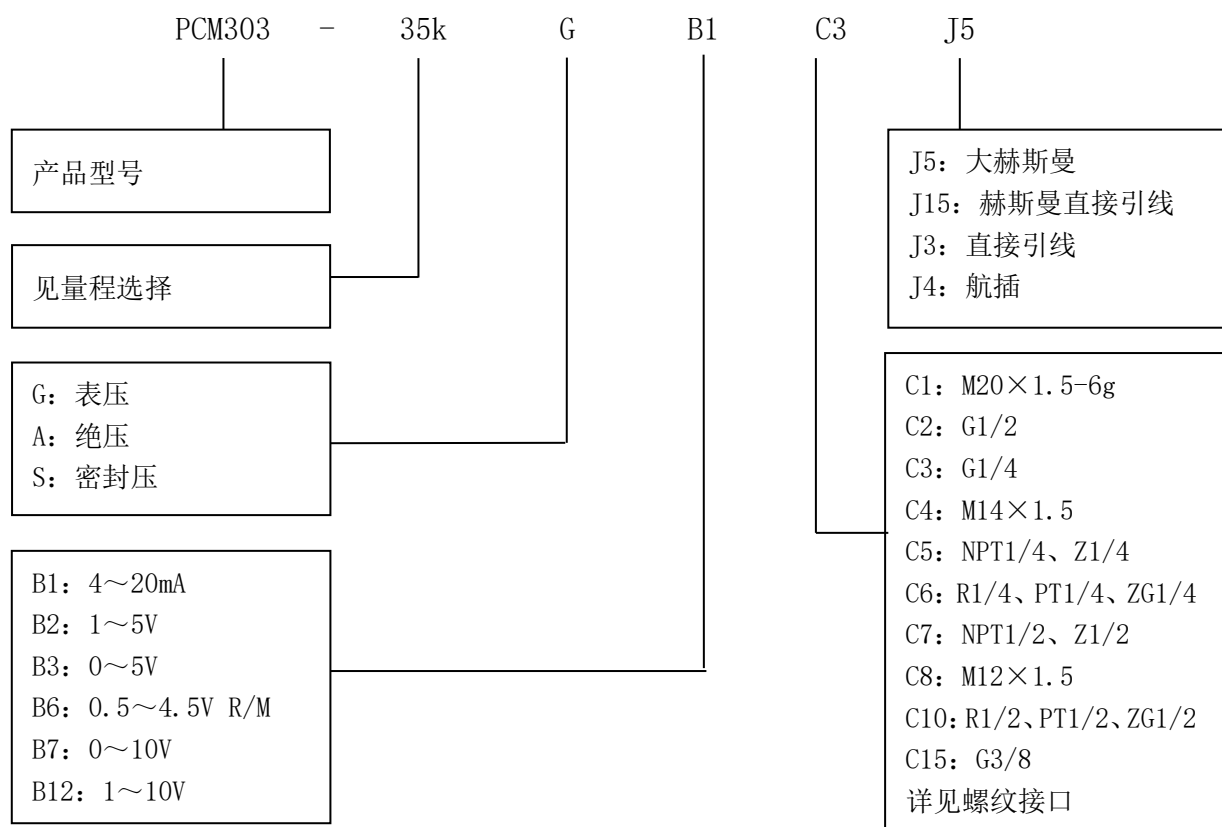 PCM303 - 35k G B1 C3 J5
产品型号
见量程选择
G: 表压
A: 绝压
S: 密封压
B1: 4～20mA
B2: 1～5V
B3: 0～5V
B6: 0.5～4.5V R/M
B7: 0～10V
B12: 1～10V
J5: 大赫斯曼
J15: 赫斯曼直接引线
J3: 直接引线
J4: 航插
C1: M20×1.5-6g
C2: G1/2
C3: G1/4
C4: M14×1.5
C5: NPT1/4、Z1/4
C6: R1/4、PT1/4、ZG1/4
C7: NPT1/2、Z1/2
C8: M12×1.5
C10: R1/2、PT1/2、ZG1/2
C15: G3/8
详见螺纹接口